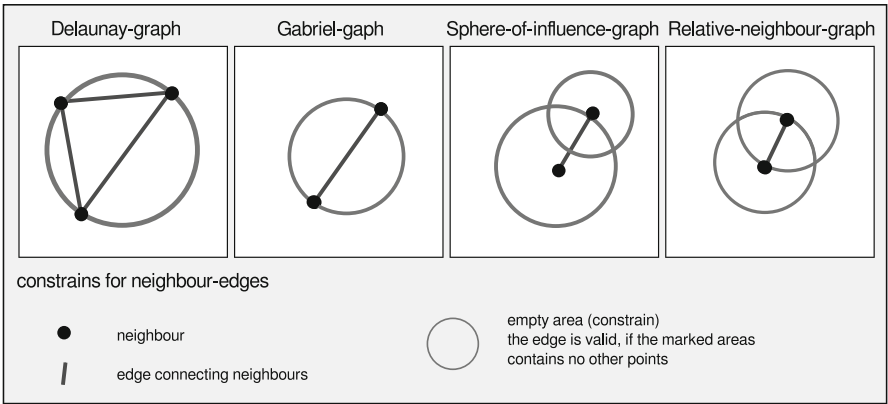 Delaunay-graph
Gabriel-gaph
Sphere-of-influence-graph
Relative-neighbour-graph
constrains for neighbour-edges
neighbour
edge connecting neighbours
empty area (constrain)
the edge is valid, if the marked areas
contains no other points